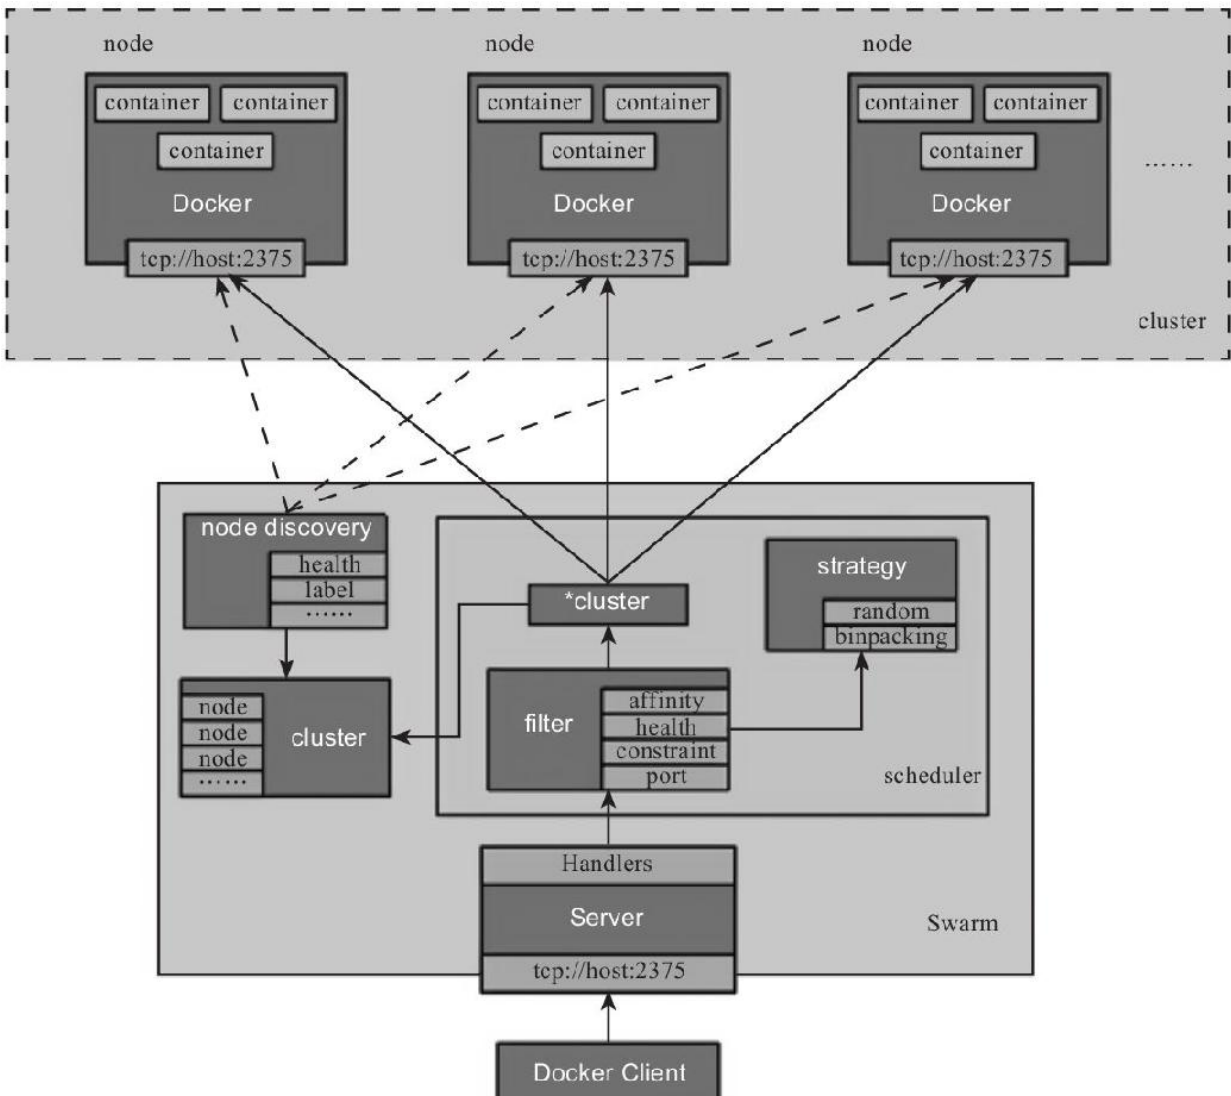 node node node
container container container container container container
container container container
Docker Docker Docker
tcp://host:2375 tcp://host:2375 tcp://host:2375
......
cluster
node discovery
health
label
......
*cluster
strategy
random
binpacking
node
node
node
......
cluster
filter
affinity
health
constraint
port
scheduler
Handlers
Server
tcp://host:2375
Swarm
Docker Client